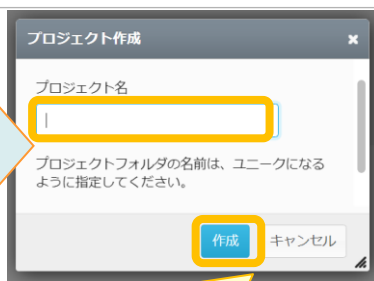 プロジェクト作成
プロジェクト名
プロジェクトフォルダの名前は、ユニークになる
ように指定してください。
作成 キャンセル